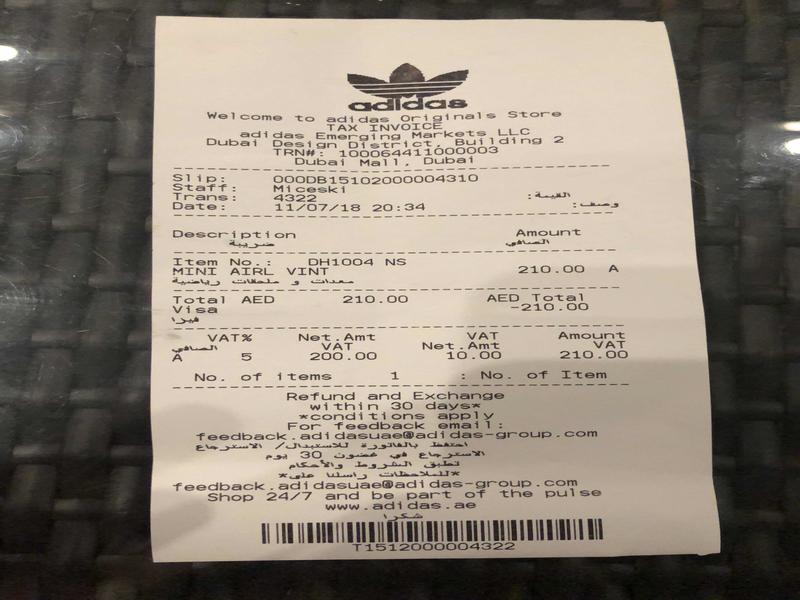 adidas
Welcome to adidas Originals Store
TAX INVOICE
adidas Emerging Markets LLC
Dubai Design District, Building 2
TRN#: 100064411600003
Dubai Mall, Dubai
Slip: 000DB15102000004310
Staff: Miceski
Trans: 4322 القيمة:
Date: 11/07/18 20:34 وصف:
Description Amount
ضريبة الصافي
Item No.: DH1004 NS
MINI AIRL VINT 210.00 A
معدات و ملحقات رياضية
Total AED 210.00 AED Total
Visa -210.00
فيزا
VAT% Net.Amt VAT Amount
الصافي VAT Net.Amt VAT
A 5 200.00 10.00 210.00
No. of items 1 : No. of Item
Refund and Exchange
within 30 days*
*conditions apply
For feedback email:
feedback.adidasuae@adidas-group.com
احتفظ بالفاتورة للاستبدال/ الاسترجاع
الاسترجاع في غضون 30 يوم
تطبق الشروط والأحكام
*للملاحظات راسلنا على*
feedback.adidasuae@adidas-group.com
Shop 24/7 and be part of the pulse
www.adidas.ae
شكرا
T1512000004322